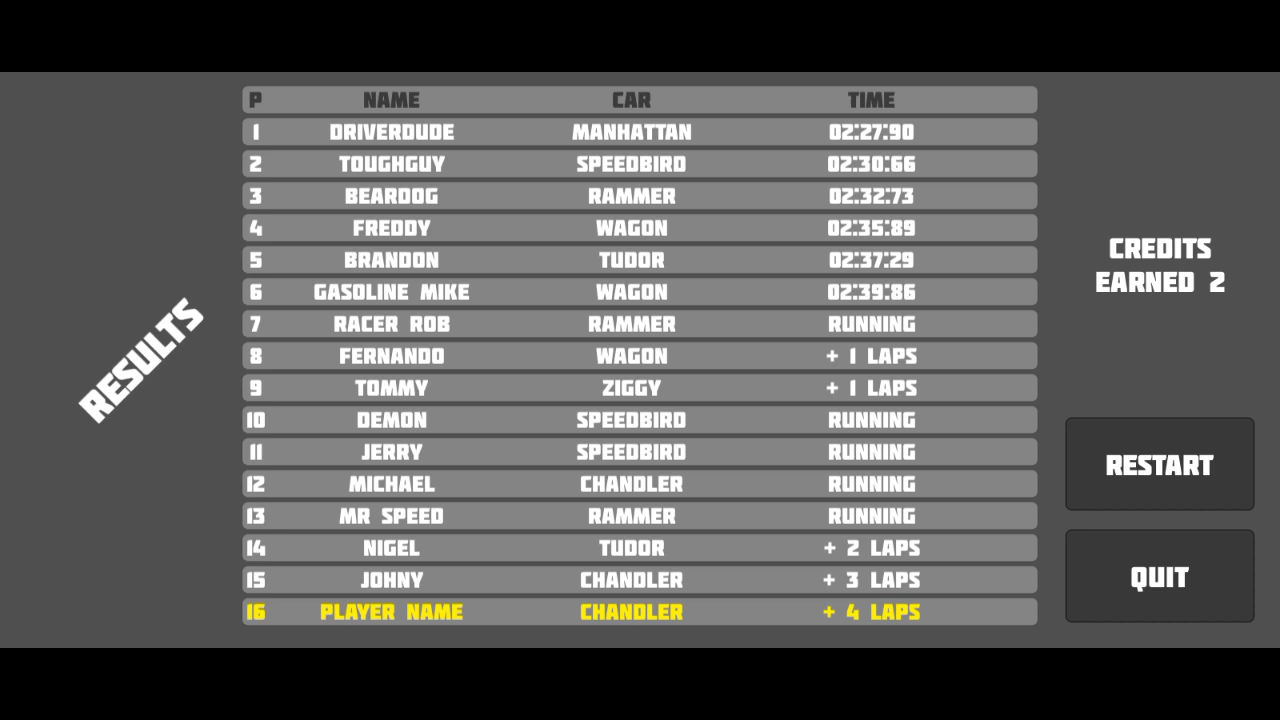 RESULTS
P NAME CAR TIME
1 DRIVERDUDE MANHATTAN 02:27:90
2 TOUGHGUY SPEEDBIRD 02:30:66
3 BEARDOG RAMMER 02:32:73
4 FREDDY WAGON 02:35:89
5 BRANDON TUDOR 02:37:29
6 GASOLINE MIKE WAGON 02:39:86
7 RACER ROB RAMMER RUNNING
8 FERNANDO WAGON + 1 LAPS
9 TOMMY ZIGGY + 1 LAPS
10 DEMON SPEEDBIRD RUNNING
11 JERRY SPEEDBIRD RUNNING
12 MICHAEL CHANDLER RUNNING
13 MR SPEED RAMMER RUNNING
14 NIGEL TUDOR + 2 LAPS
15 JOHNY CHANDLER + 3 LAPS
16 PLAYER NAME CHANDLER + 4 LAPS
CREDITS
EARNED 2
RESTART
QUIT